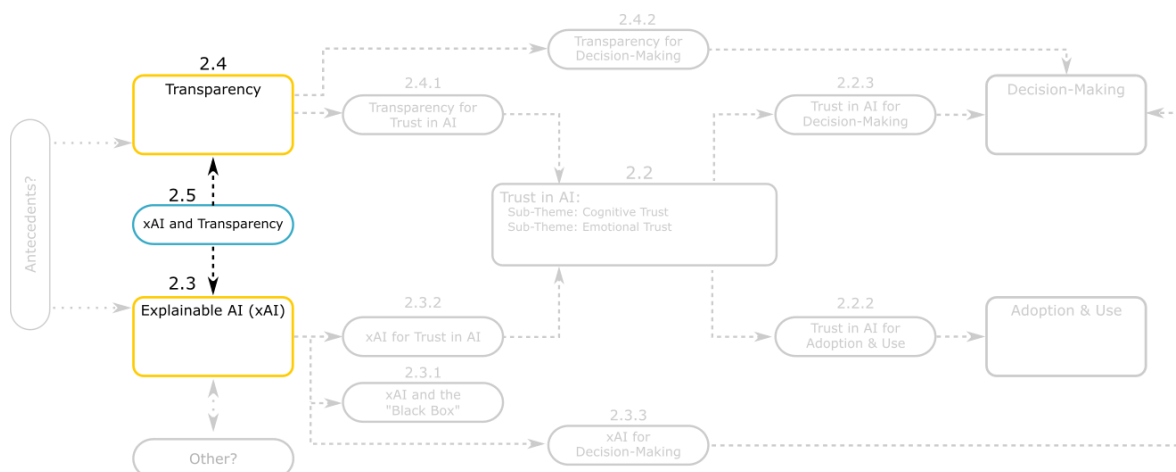 2.4.2
Transparency for
Decision-Making
2.4
Transparency
2.4.1
Transparency for
Trust in AI
2.2.3
Trust in AI for
Decision-Making
Decision-Making
Antecedents?
2.5
xAI and Transparency
2.2
Trust in AI:
Sub-Theme: Cognitive Trust
Sub-Theme: Emotional Trust
2.3
Explainable AI (xAI)
2.3.2
xAI for Trust in AI
2.2.2
Trust in AI for
Adoption & Use
Adoption & Use
2.3.1
xAI and the
"Black Box"
2.3.3
xAI for
Decision-Making
Other?